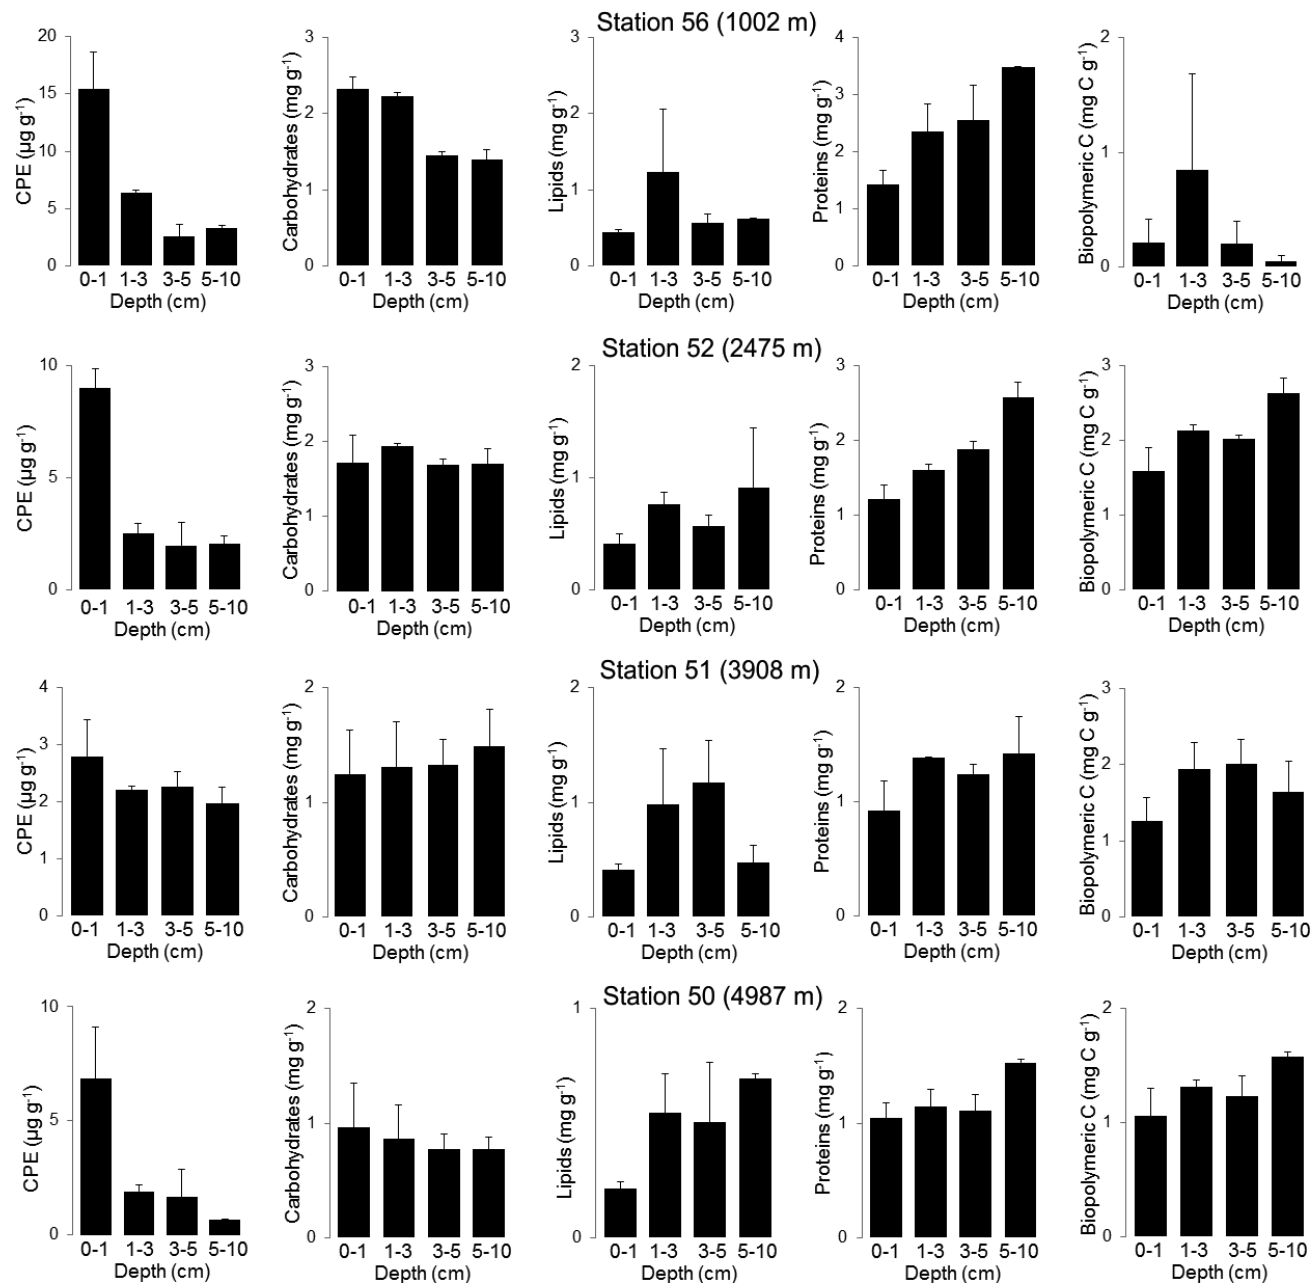 Station 56 (1002 m)
CPE (µg g⁻¹)
20
15
10
5
0
0-1 1-3 3-5 5-10
Depth (cm)
Carbohydrates (mg g⁻¹)
3
2
1
0
0-1 1-3 3-5 5-10
Depth (cm)
Lipids (mg g⁻¹)
3
2
1
0
0-1 1-3 3-5 5-10
Depth (cm)
Proteins (mg g⁻¹)
4
3
2
1
0
0-1 1-3 3-5 5-10
Depth (cm)
Biopolymeric C (mg C g⁻¹)
2
1
0
0-1 1-3 3-5 5-10
Depth (cm)
Station 52 (2475 m)
CPE (µg g⁻¹)
10
5
0
0-1 1-3 3-5 5-10
Depth (cm)
Carbohydrates (mg g⁻¹)
3
2
1
0
0-1 1-3 3-5 5-10
Depth (cm)
Lipids (mg g⁻¹)
2
1
0
0-1 1-3 3-5 5-10
Depth (cm)
Proteins (mg g⁻¹)
3
2
1
0
0-1 1-3 3-5 5-10
Depth (cm)
Biopolymeric C (mg C g⁻¹)
3
2
1
0
0-1 1-3 3-5 5-10
Depth (cm)
Station 51 (3908 m)
CPE (µg g⁻¹)
4
3
2
1
0
0-1 1-3 3-5 5-10
Depth (cm)
Carbohydrates (mg g⁻¹)
2
1
0
0-1 1-3 3-5 5-10
Depth (cm)
Lipids (mg g⁻¹)
2
1
0
0-1 1-3 3-5 5-10
Depth (cm)
Proteins (mg g⁻¹)
2
1
0
0-1 1-3 3-5 5-10
Depth (cm)
Biopolymeric C (mg C g⁻¹)
3
2
1
0
0-1 1-3 3-5 5-10
Depth (cm)
Station 50 (4987 m)
CPE (µg g⁻¹)
10
5
0
0-1 1-3 3-5 5-10
Depth (cm)
Carbohydrates (mg g⁻¹)
2
1
0
0-1 1-3 3-5 5-10
Depth (cm)
Lipids (mg g⁻¹)
1
0
0-1 1-3 3-5 5-10
Depth (cm)
Proteins (mg g⁻¹)
2
1
0
0-1 1-3 3-5 5-10
Depth (cm)
Biopolymeric C (mg C g⁻¹)
2
1
0
0-1 1-3 3-5 5-10
Depth (cm)